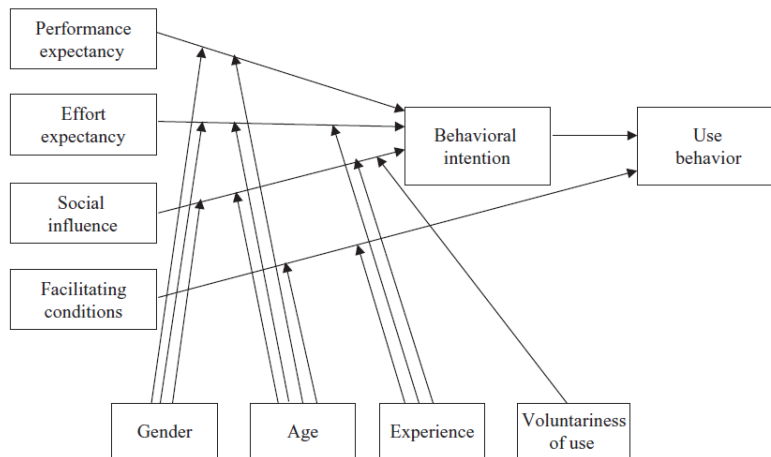 Performance
expectancy
Effort
expectancy
Behavioral
intention
Use
behavior
Social
influence
Facilitating
conditions
Gender
Age
Experience
Voluntariness
of use